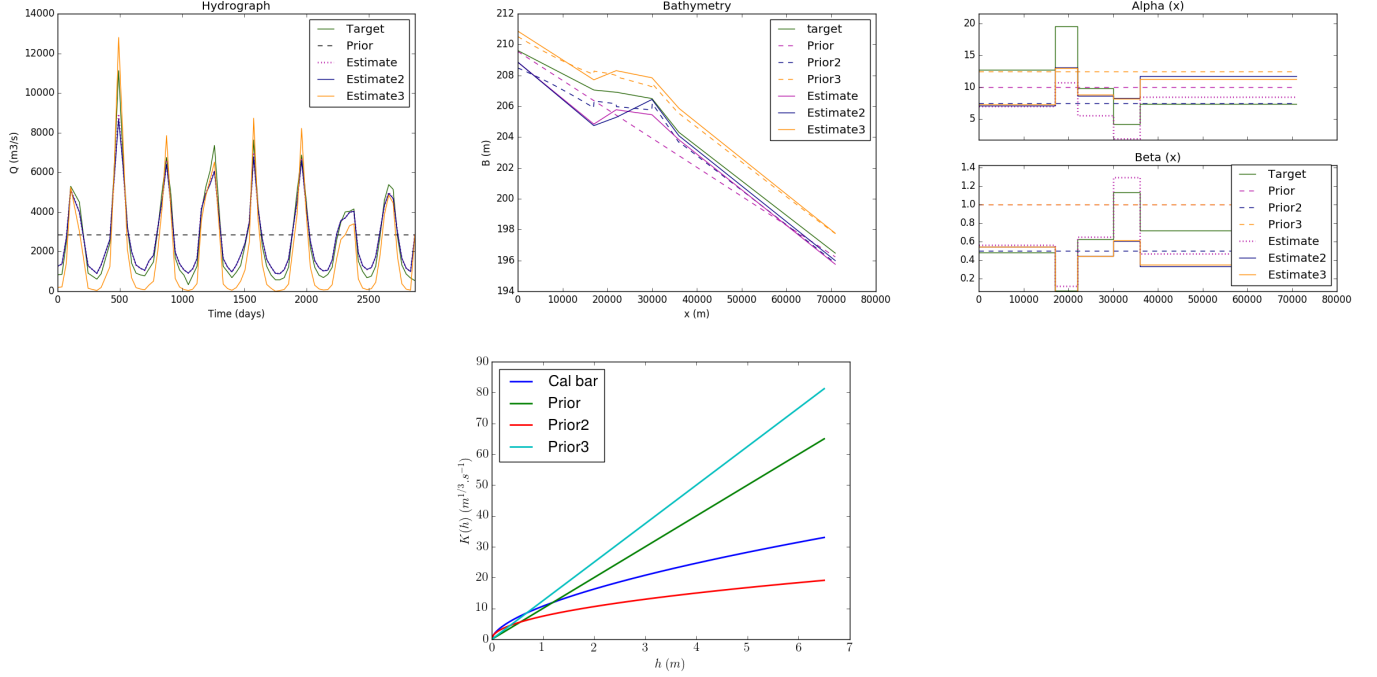 Hydrograph
14000
12000
10000
8000
6000
4000
2000
0
Q (m3/s)
0 500 1000 1500 2000 2500
Time (days)
Target
Prior
Estimate
Estimate2
Estimate3
Bathymetry
212
210
208
206
204
202
200
198
196
194
B (m)
0 10000 20000 30000 40000 50000 60000 70000 80000
x (m)
target
Prior
Prior2
Prior3
Estimate
Estimate2
Estimate3
Alpha (x)
20
15
10
5
Beta (x)
1.4
1.2
1.0
0.8
0.6
0.4
0.2
0 10000 20000 30000 40000 50000 60000 70000 80000
Target
Prior
Prior2
Prior3
Estimate
Estimate2
Estimate3
90
80
70
60
50
40
30
20
10
0
K(h) (m^{1/3}.s^{-1})
0 1 2 3 4 5 6 7
h (m)
Cal bar
Prior
Prior2
Prior3